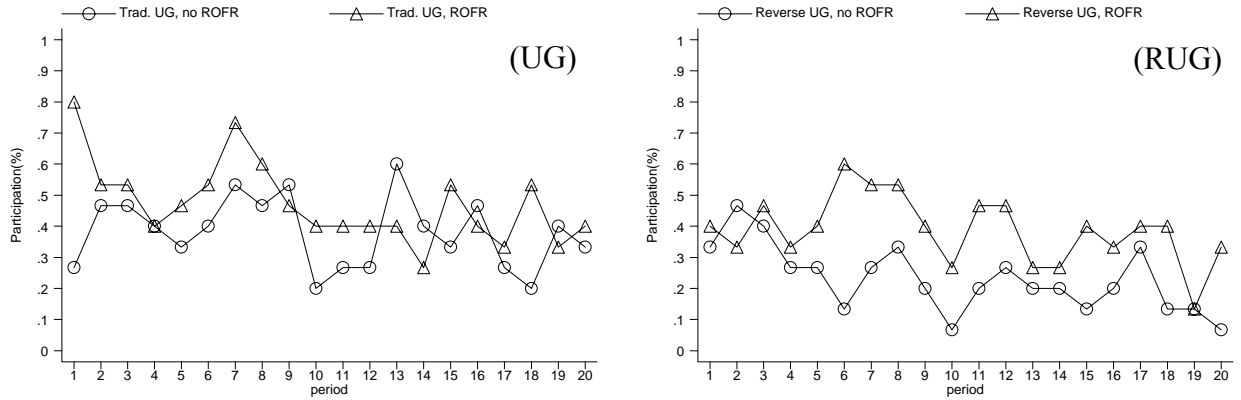 Trad. UG, no ROFR Trad. UG, ROFR
(UG)
Participation(%)
1
.9
.8
.7
.6
.5
.4
.3
.2
.1
0
1 2 3 4 5 6 7 8 9 10 11 12 13 14 15 16 17 18 19 20
period
Reverse UG, no ROFR Reverse UG, ROFR
(RUG)
Participation(%)
1
.9
.8
.7
.6
.5
.4
.3
.2
.1
0
1 2 3 4 5 6 7 8 9 10 11 12 13 14 15 16 17 18 19 20
period